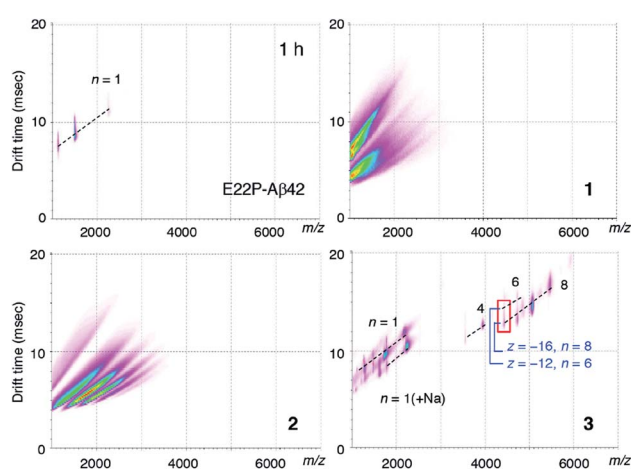 20
1 h
n = 1
Drift time (msec)
10
E22P-Aβ42
0
2000 4000 6000 m/z
20
10
1
0
2000 4000 6000 m/z
20
Drift time (msec)
10
2
0
2000 4000 6000 m/z
20
6
4
8
n = 1
10
z = −16, n = 8
z = −12, n = 6
n = 1(+Na)
3
0
2000 4000 6000 m/z